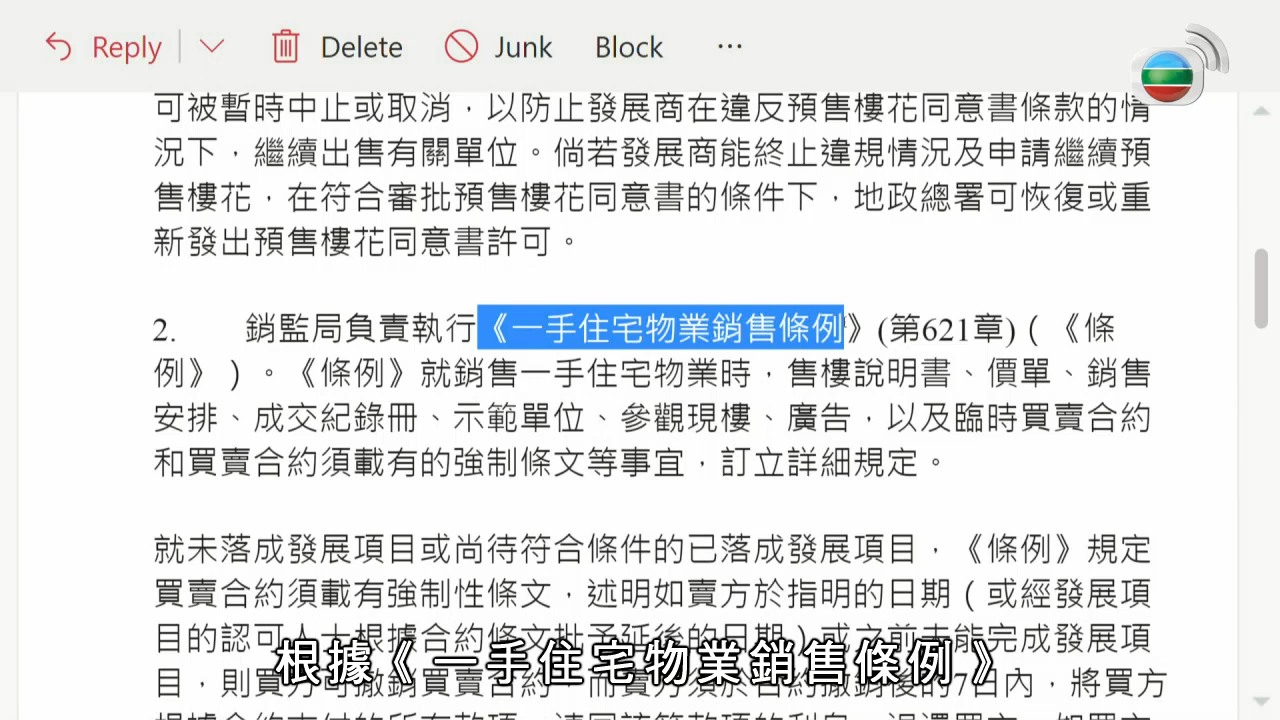 Reply
Delete
Junk
Block
...
可被暫時中止或取消，以防止發展商在違反預售樓花同意書條款的情
況下，繼續出售有關單位。倘若發展商能終止違規情況及申請繼續預
售樓花，在符合審批預售樓花同意書的條件下，地政總署可恢復或重
新發出預售樓花同意書許可。
2. 銷監局負責執行《一手住宅物業銷售條例》(第621章)（《條
例》）。《條例》就銷售一手住宅物業時，售樓說明書、價單、銷售
安排、成交紀錄冊、示範單位、參觀現樓、廣告，以及臨時買賣合約
和買賣合約須載有的強制條文等事宜，訂立詳細規定。
就未落成發展項目或尚待符合條件的已落成發展項目，《條例》規定
買賣合約須載有強制性條文，述明如賣方於指明的日期（或經發展項
目的認可人士根據合約條文批予延後的日期）或之前未能完成發展項
目，則買方可撤銷買賣合約，而賣方須於合約撤銷後的7日內，將買方
根據《一手住宅物業銷售條例》